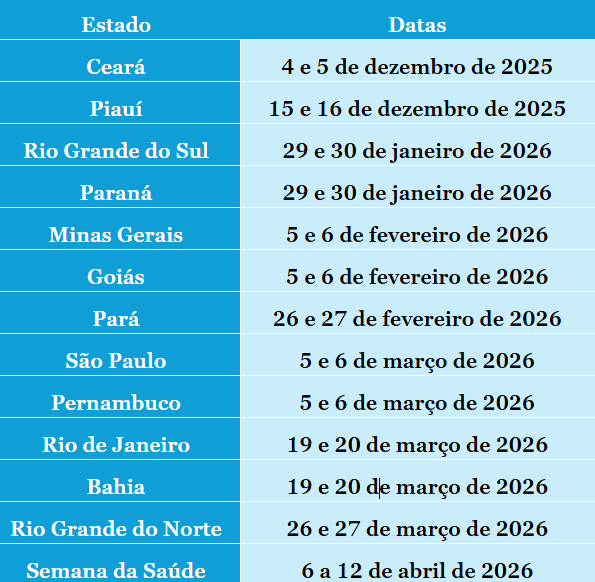 Estado Datas
Ceará 4 e 5 de dezembro de 2025
Piauí 15 e 16 de dezembro de 2025
Rio Grande do Sul 29 e 30 de janeiro de 2026
Paraná 29 e 30 de janeiro de 2026
Minas Gerais 5 e 6 de fevereiro de 2026
Goiás 5 e 6 de fevereiro de 2026
Pará 26 e 27 de fevereiro de 2026
São Paulo 5 e 6 de março de 2026
Pernambuco 5 e 6 de março de 2026
Rio de Janeiro 19 e 20 de março de 2026
Bahia 19 e 20 de março de 2026
Rio Grande do Norte 26 e 27 de março de 2026
Semana da Saúde 6 a 12 de abril de 2026